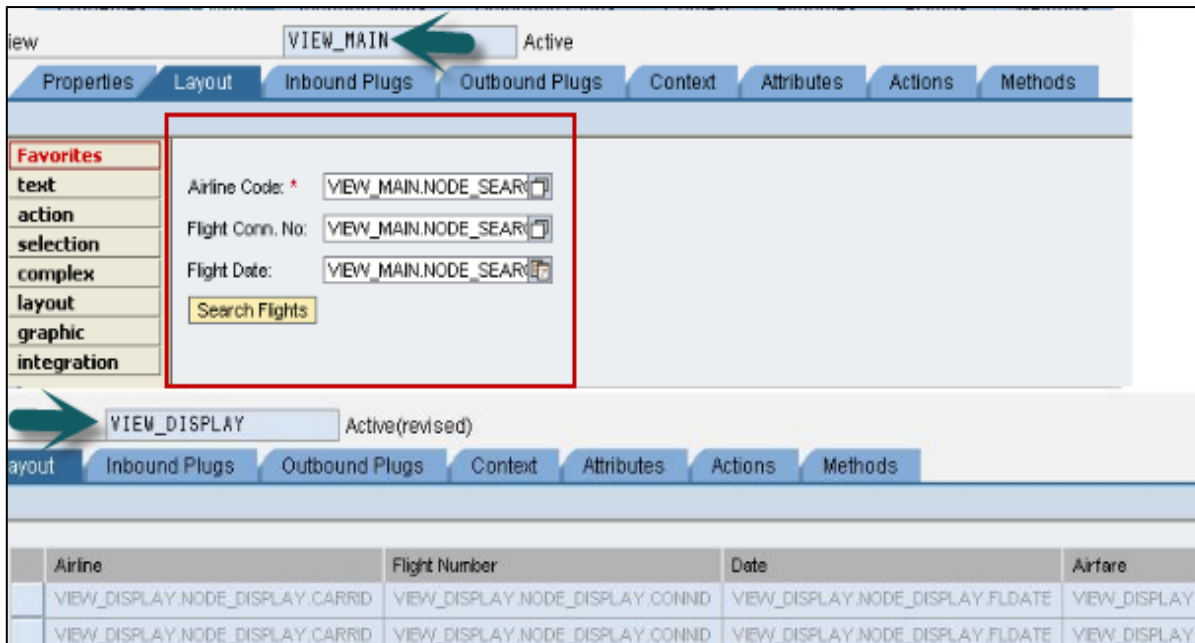 iew VIEW_MAIN Active
Properties Layout Inbound Plugs Outbound Plugs Context Attributes Actions Methods
Favorites
text
action
selection
complex
layout
graphic
integration
Airline Code: * VIEW_MAIN.NODE_SEAR
Flight Conn. No: VIEW_MAIN.NODE_SEAR
Flight Date: VIEW_MAIN.NODE_SEAR
Search Flights
VIEW_DISPLAY Active(revised)
ayout Inbound Plugs Outbound Plugs Context Attributes Actions Methods
Airline Flight Number Date Airfare
VIEW_DISPLAY.NODE_DISPLAY.CARRID VIEW_DISPLAY.NODE_DISPLAY.CONNID VIEW_DISPLAY.NODE_DISPLAY.FLDATE VIEW_DISPLAY
VIEW_DISPLAY.NODE_DISPLAY.CARRID VIEW_DISPLAY.NODE_DISPLAY.CONNID VIEW_DISPLAY.NODE_DISPLAY.FLDATE VIEW_DISPLAY